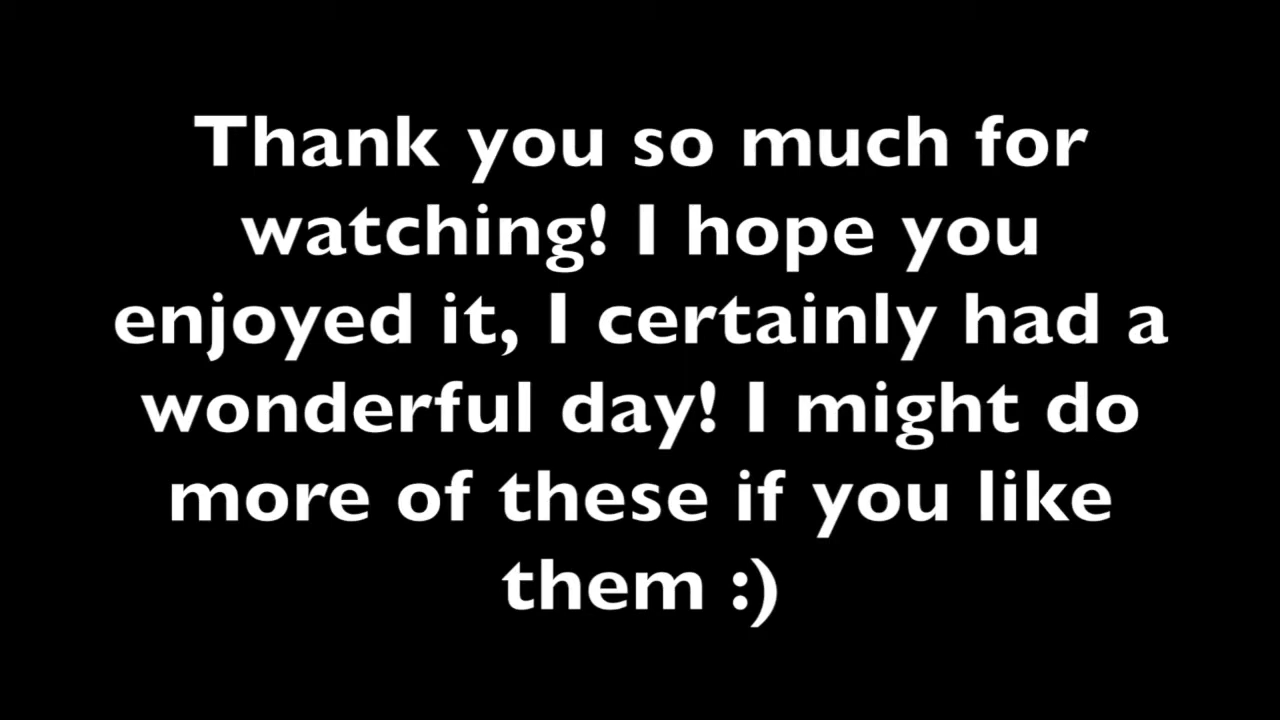 Thank you so much for
watching! I hope you
enjoyed it, I certainly had a
wonderful day! I might do
more of these if you like
them :)